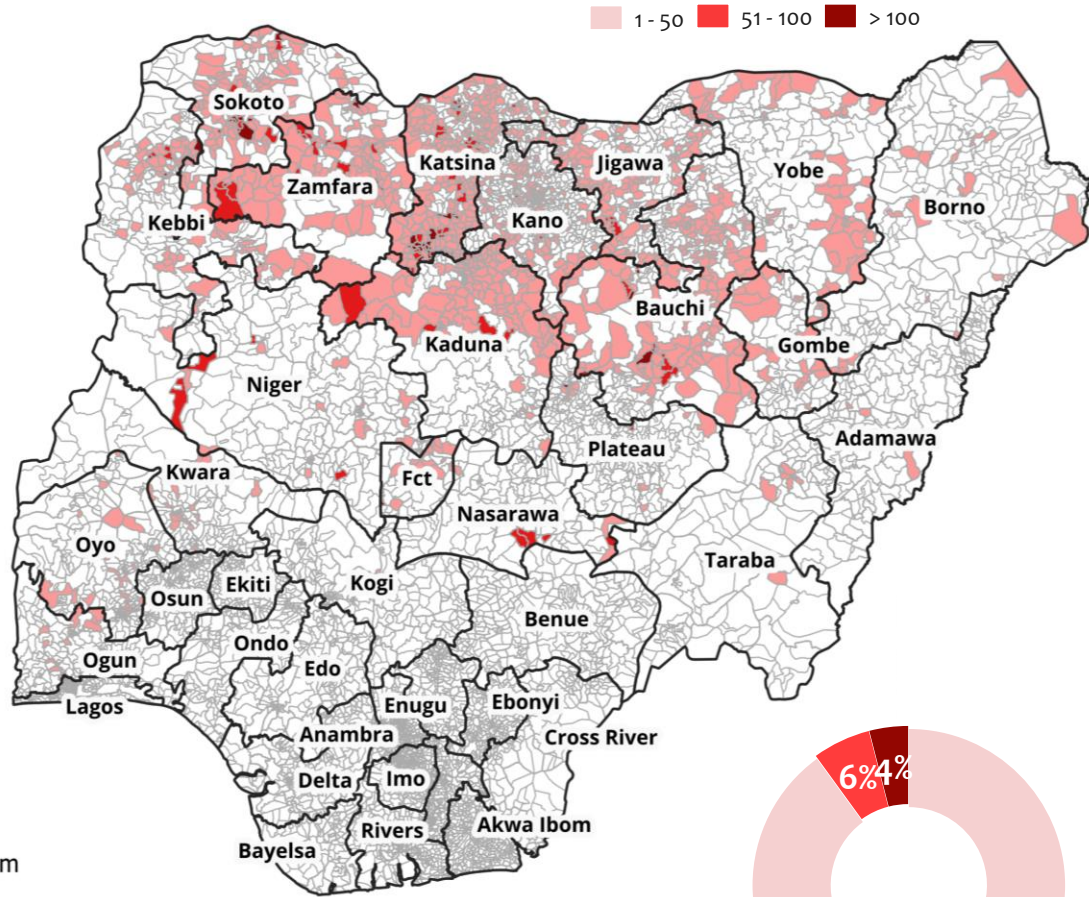 1 - 50 51 - 100 > 100
Sokoto
Katsina
Jigawa
Yobe
Zamfara
Kano
Borno
Kebbi
Bauchi
Kaduna
Gombe
Niger
Adamawa
Plateau
Kwara
Fct
Nasarawa
Oyo
Taraba
Kogi
Osun
Ekiti
Benue
Ondo
Ogun
Edo
Lagos
Enugu
Ebonyi
Anambra
Cross River
Delta
Imo
Rivers
Akwa Ibom
Bayelsa
6% 4%
m